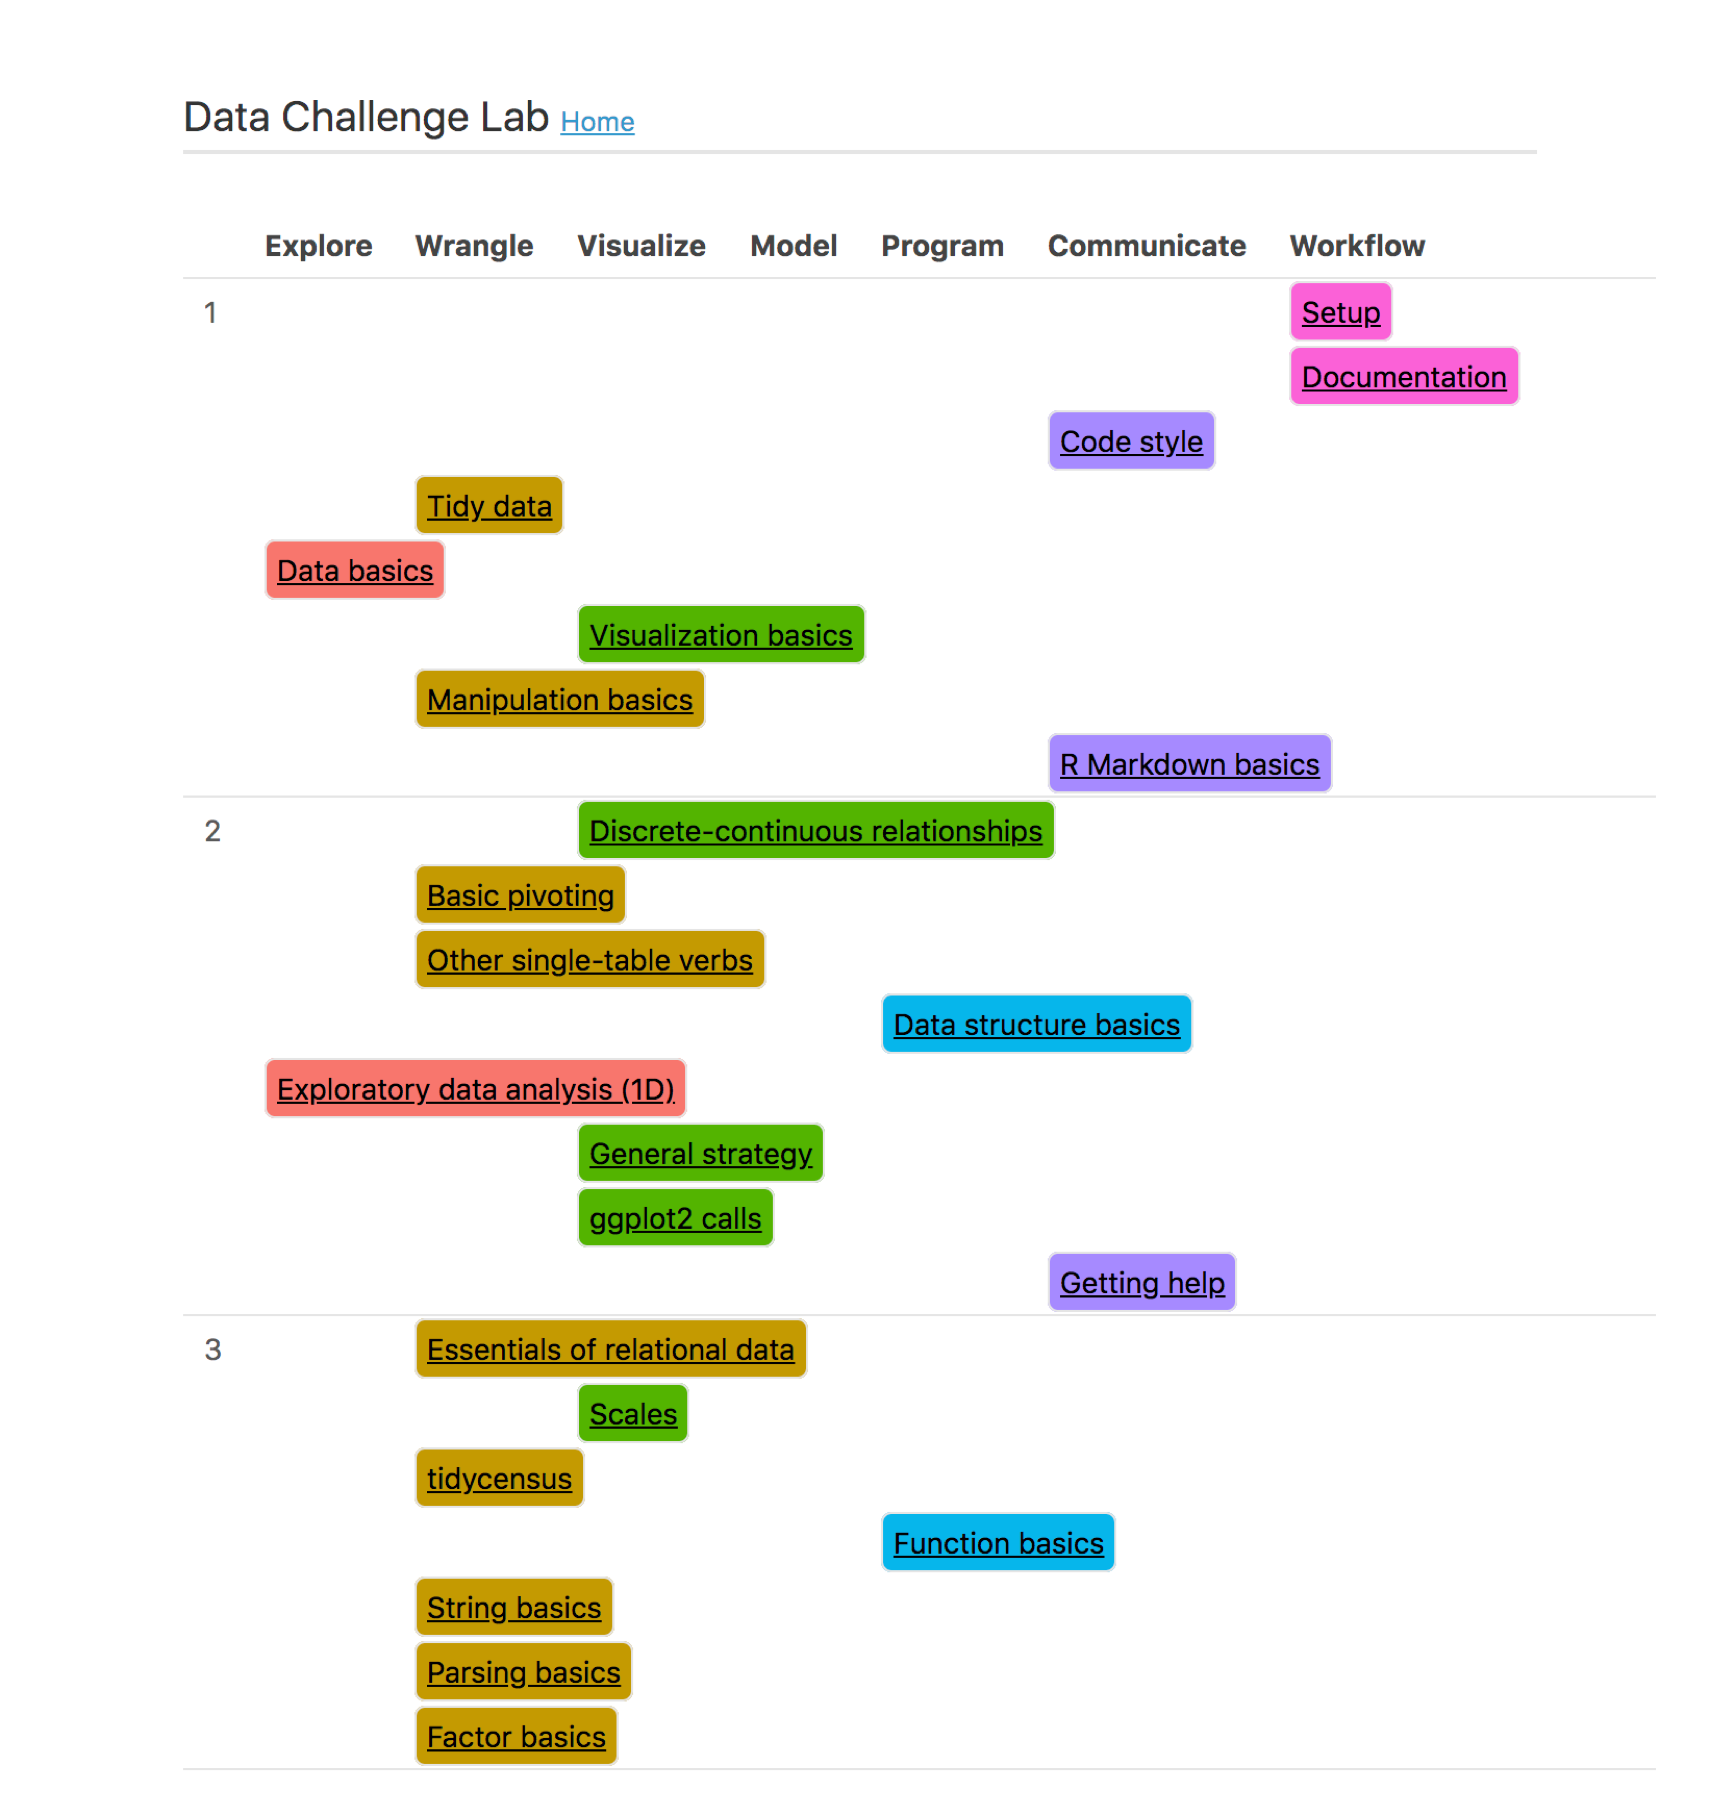 Data Challenge Lab Home
Explore Wrangle Visualize Model Program Communicate Workflow
1 Setup
Documentation
Code style
Tidy data
Data basics
Visualization basics
Manipulation basics
R Markdown basics
2 Discrete-continuous relationships
Basic pivoting
Other single-table verbs
Data structure basics
Exploratory data analysis (1D)
General strategy
ggplot2 calls
Getting help
3 Essentials of relational data
Scales
tidycensus
Function basics
String basics
Parsing basics
Factor basics